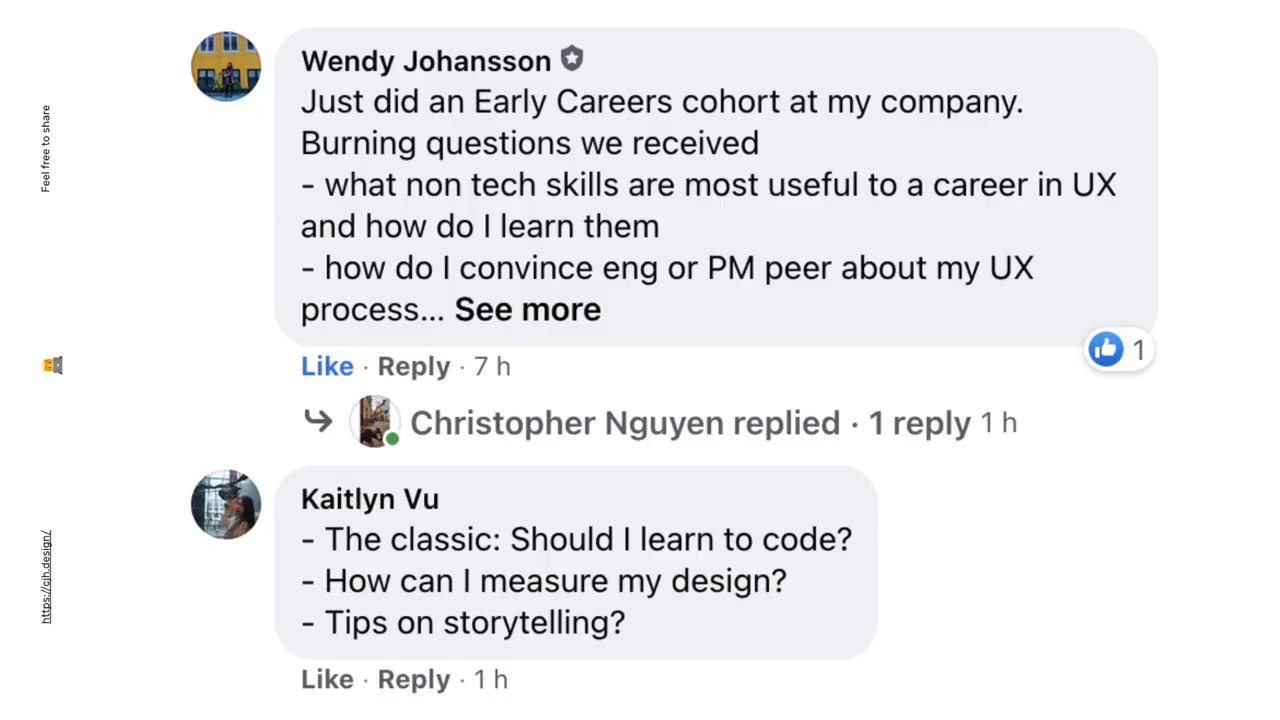 Feel free to share
https://cjh.design/
Wendy Johansson
Just did an Early Careers cohort at my company.
Burning questions we received
- what non tech skills are most useful to a career in UX
and how do I learn them
- how do I convince eng or PM peer about my UX
process... See more
1
Like · Reply · 7 h
Christopher Nguyen replied · 1 reply 1 h
Kaitlyn Vu
- The classic: Should I learn to code?
- How can I measure my design?
- Tips on storytelling?
Like · Reply · 1 h